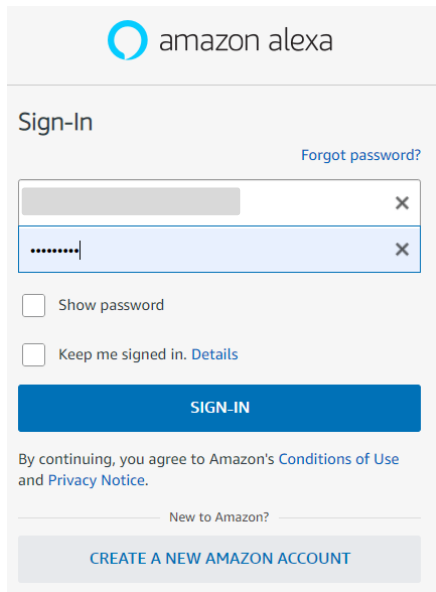 amazon alexa
Sign-In
Forgot password?
•••••••••
Show password
Keep me signed in. Details
SIGN-IN
By continuing, you agree to Amazon's Conditions of Use
and Privacy Notice.
New to Amazon?
CREATE A NEW AMAZON ACCOUNT